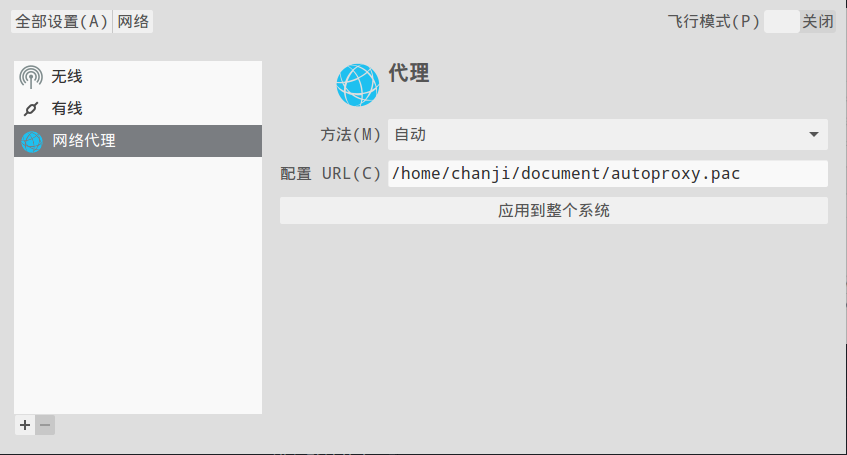 全部设置(A) 网络 飞行模式(P) 关闭
无线
有线
网络代理
代理
方法(M) 自动
配置 URL(C) /home/chanji/document/autoproxy.pac
应用到整个系统